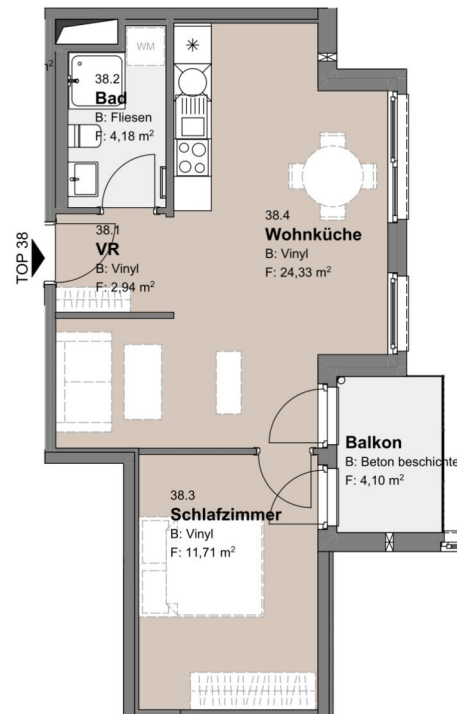 WM
38.2
Bad
B: Fliesen
F: 4,18 m²
TOP 38
38.1
VR
B: Vinyl
F: 2,94 m²
38.4
Wohnküche
B: Vinyl
F: 24,33 m²
Balkon
B: Beton beschichte
F: 4,10 m²
38.3
Schlafzimmer
B: Vinyl
F: 11,71 m²